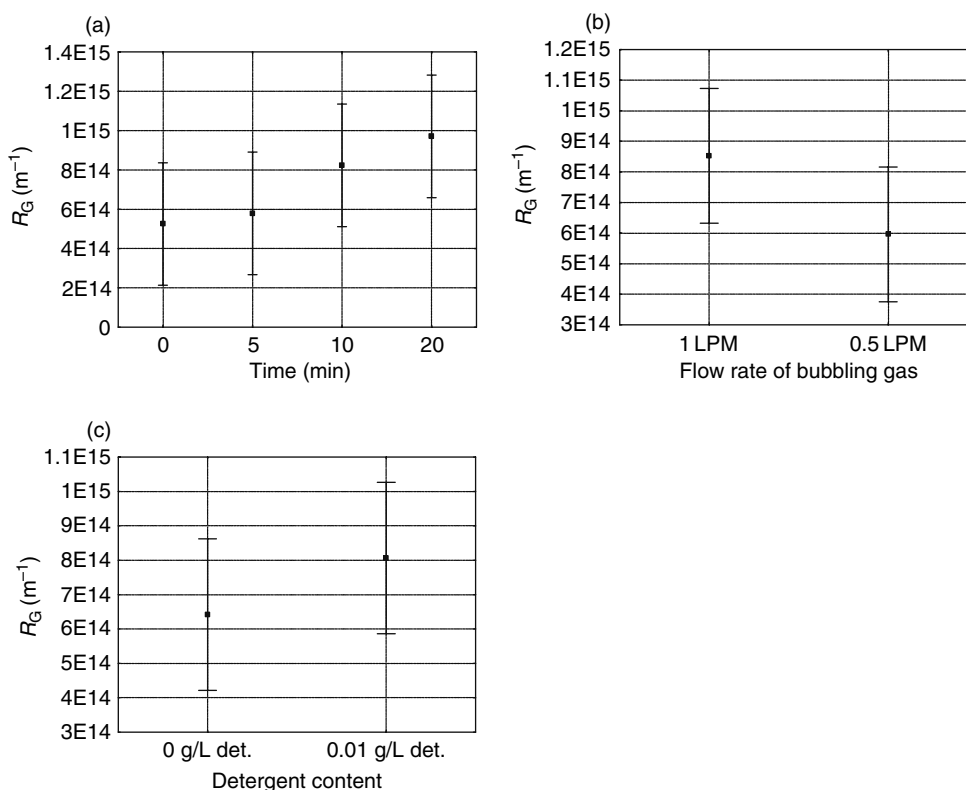 (a)
1.4E15
1.2E15
1E15
8E14
6E14
4E14
2E14
0
R_G (m⁻¹)
0 5 10 20
Time (min)
(b)
1.2E15
1.1E15
1E15
9E14
8E14
7E14
6E14
5E14
4E14
3E14
R_G (m⁻¹)
1 LPM 0.5 LPM
Flow rate of bubbling gas
(c)
1.1E15
1E15
9E14
8E14
7E14
6E14
5E14
4E14
3E14
R_G (m⁻¹)
0 g/L det. 0.01 g/L det.
Detergent content